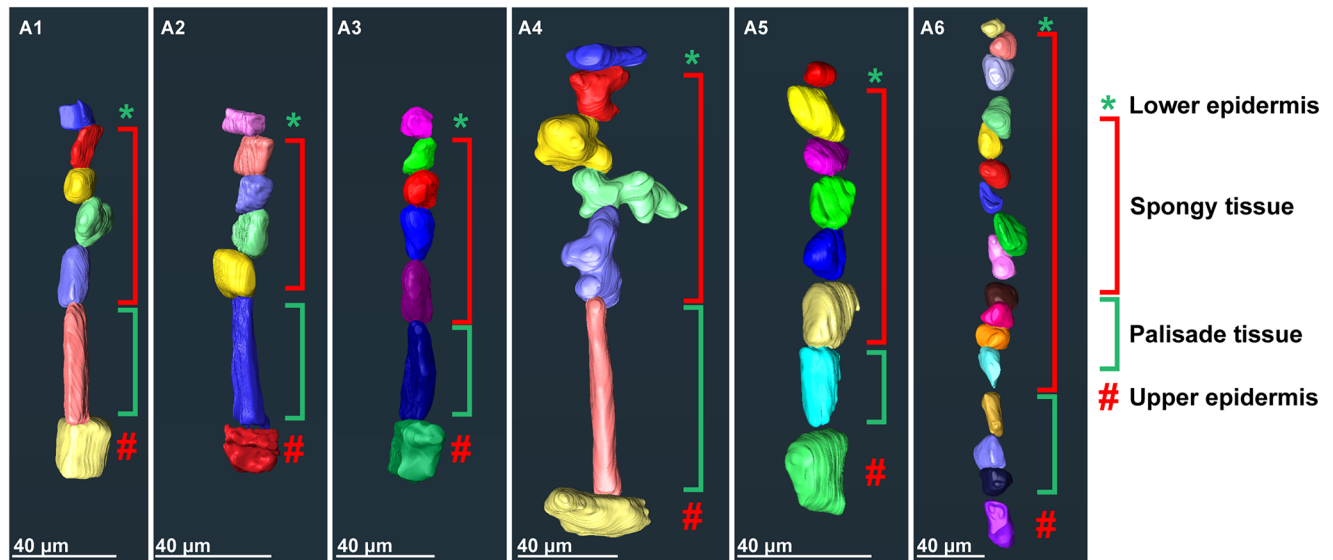 A1
A2
A3
A4
A5
A6
*
*
*
*
*
*
#
#
#
#
#
#
40 μm
40 μm
40 μm
40 μm
40 μm
40 μm
* Lower epidermis
Spongy tissue
Palisade tissue
# Upper epidermis